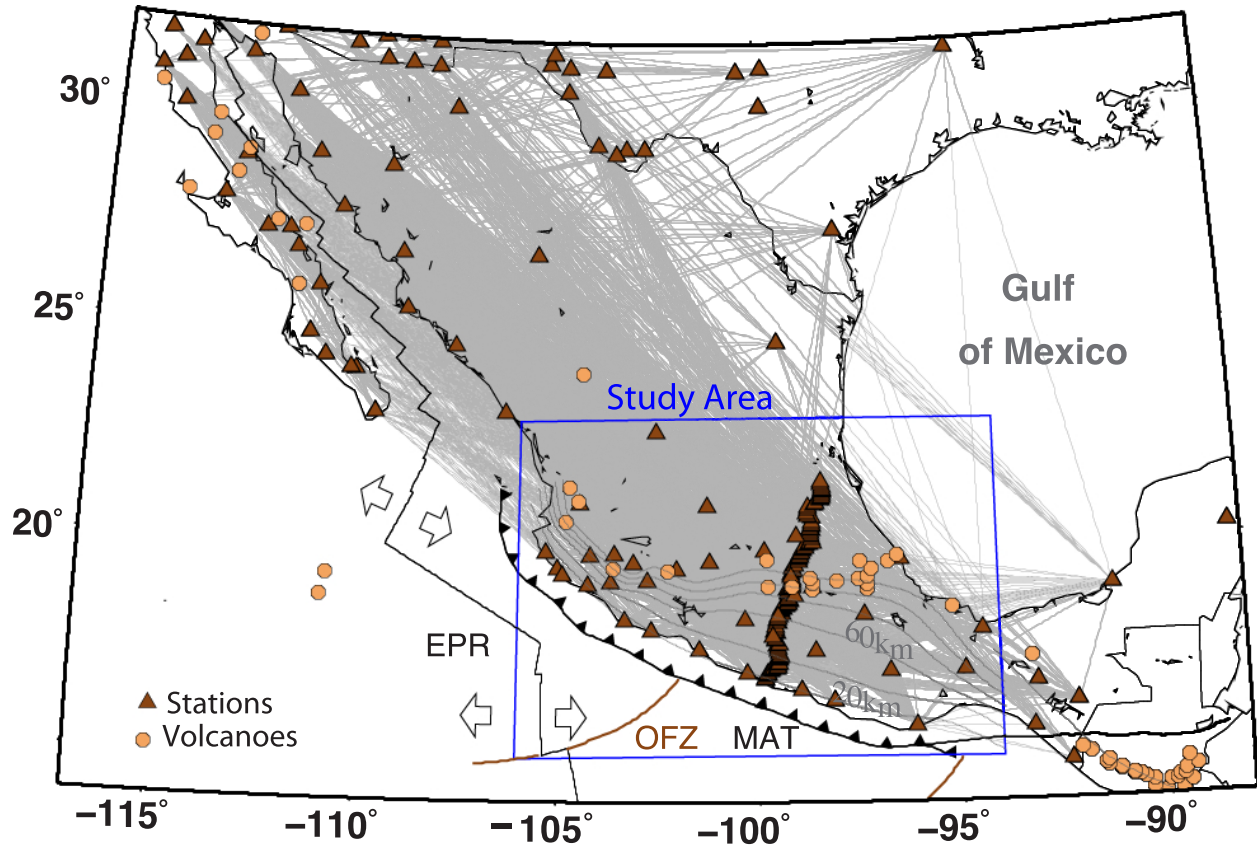 30°
25°
20°
Gulf
of Mexico
Study Area
60km
20km
EPR
OFZ
MAT
Stations
Volcanoes
−115°
−110°
−105°
−100°
−95°
−90°